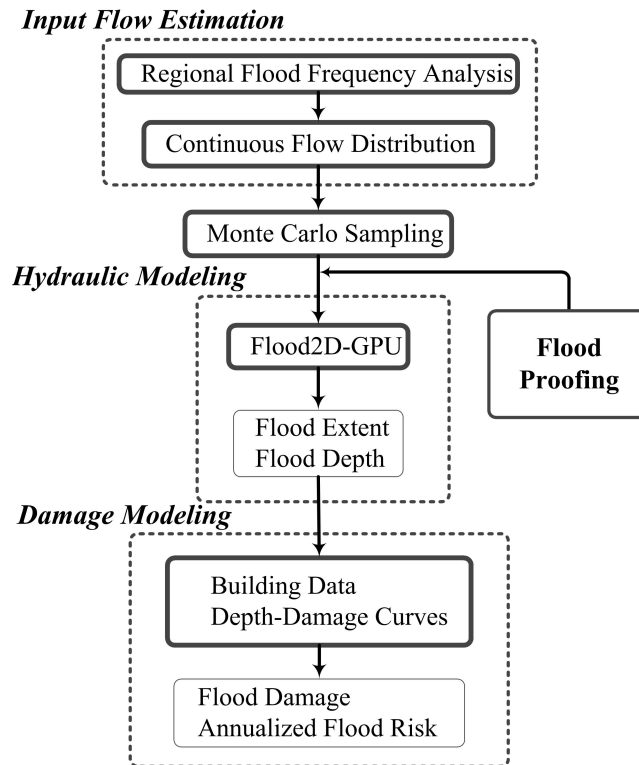 Input Flow Estimation
Regional Flood Frequency Analysis
Continuous Flow Distribution
Monte Carlo Sampling
Hydraulic Modeling
Flood2D-GPU
Flood
Proofing
Flood Extent
Flood Depth
Damage Modeling
Building Data
Depth-Damage Curves
Flood Damage
Annualized Flood Risk